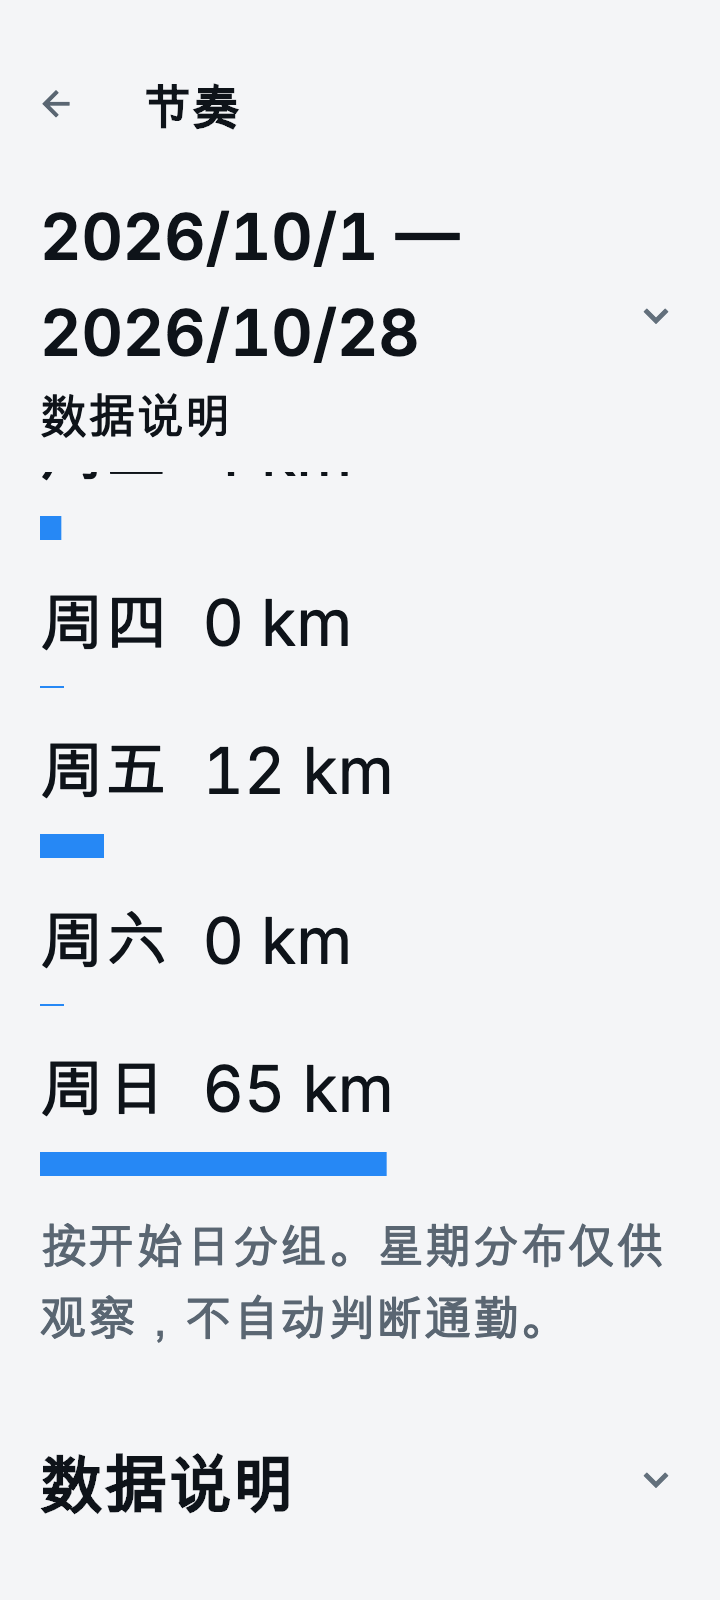 节奏
2026/10/1 —
2026/10/28
数据说明
周四 0 km
周五 12 km
周六 0 km
周日 65 km
按开始日分组。星期分布仅供
观察，不自动判断通勤。
数据说明